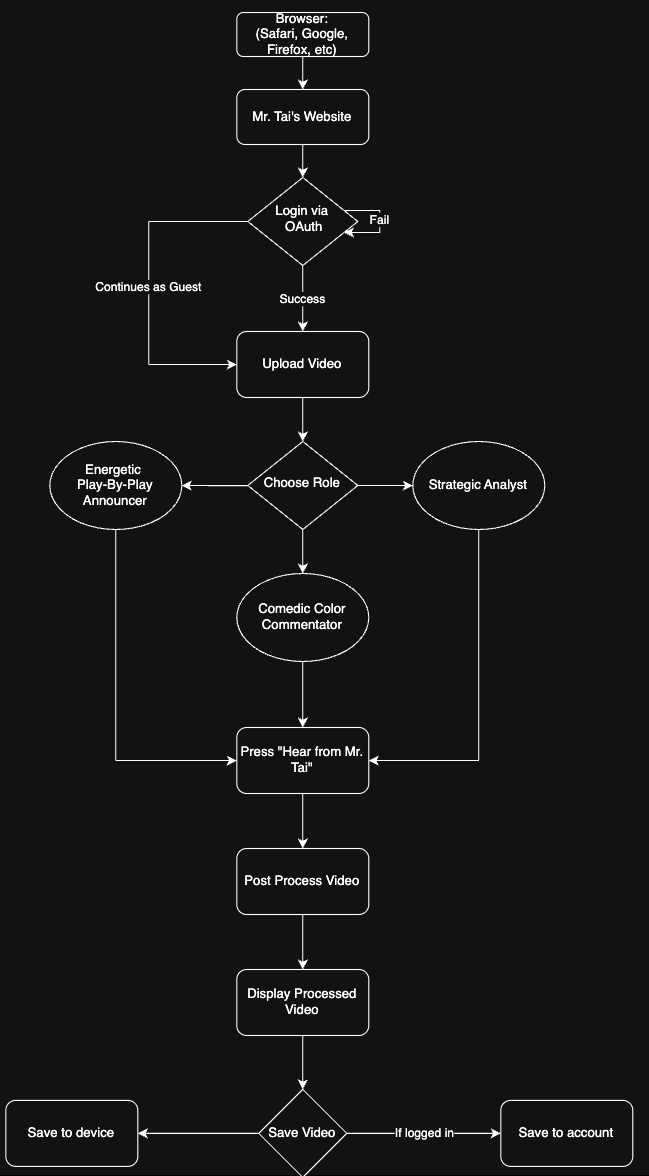 Browser:
(Safari, Google,
Firefox, etc)
Mr. Tai's Website
Login via
OAuth
Fail
Continues as Guest
Success
Upload Video
Energetic
Play-By-Play
Announcer
Choose Role
Strategic Analyst
Comedic Color
Commentator
Press "Hear from Mr.
Tai"
Post Process Video
Display Processed
Video
Save to device
Save Video
If logged in
Save to account